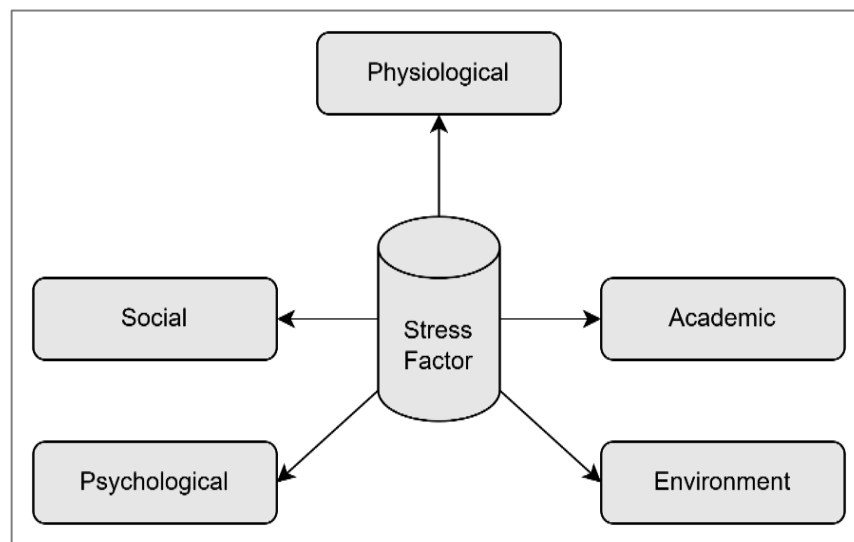 Physiological
Social
Stress
Factor
Academic
Psychological
Environment